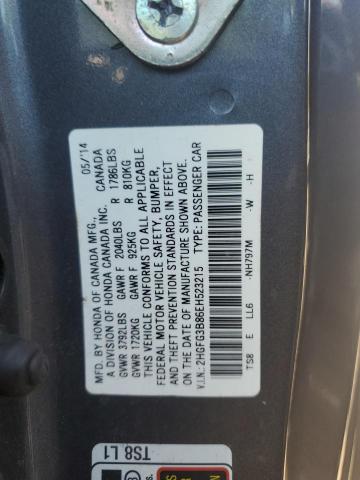 MFD. BY HONDA OF CANADA MFG., 05/'14
A DIVISION OF HONDA CANADA INC. CANADA
GVWR 3792LBS GAWR F 2040LBS R 1786LBS
GVWR 1720KG GAWR F 925KG R 810KG
THIS VEHICLE CONFORMS TO ALL APPLICABLE
FEDERAL MOTOR VEHICLE SAFETY, BUMPER,
AND THEFT PREVENTION STANDARDS IN EFFECT
ON THE DATE OF MANUFACTURE SHOWN ABOVE.
V.I.N.: 2HGFG3B86EH523215 TYPE: PASSENGER CAR
TS8 E LL6 -NH797M -W -H
TS8 L1